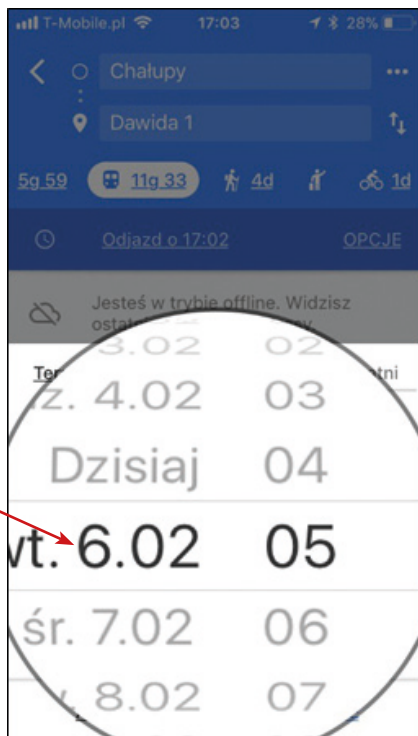 T-Mobile.pl 17:03 28%
Chałupy
Dawida 1
5g 59 11g 33 4d 1d
Odjazd o 17:02 OPCJE
Jesteś w trybie offline. Widzisz
3.02 02
4.02 03
Dzisiaj 04
wt. 6.02 05
śr. 7.02 06
8.02 07